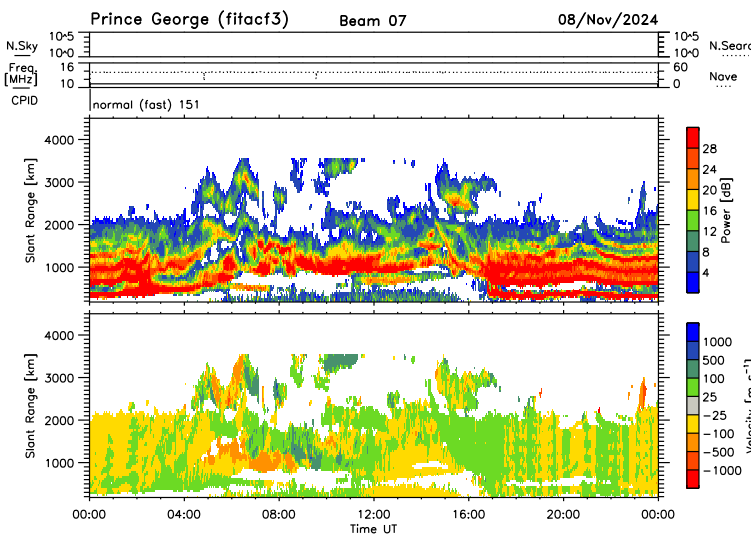 Prince George (fitacf3) Beam 07 08/Nov/2024
N.Sky 10^5 10^0 10^5 10^0 N.Sear
Freq. [MHz] 16 10 60 0 Nave
CPID normal (fast) 151
Slant Range [km]
4000
3000
2000
1000
28
24
20
16
12
8
4
Power [dB]
Slant Range [km]
4000
3000
2000
1000
1000
500
100
25
−25
−100
−500
−1000
Velocity [m s⁻¹]
00:00 04:00 08:00 12:00 16:00 20:00 00:00
Time UT